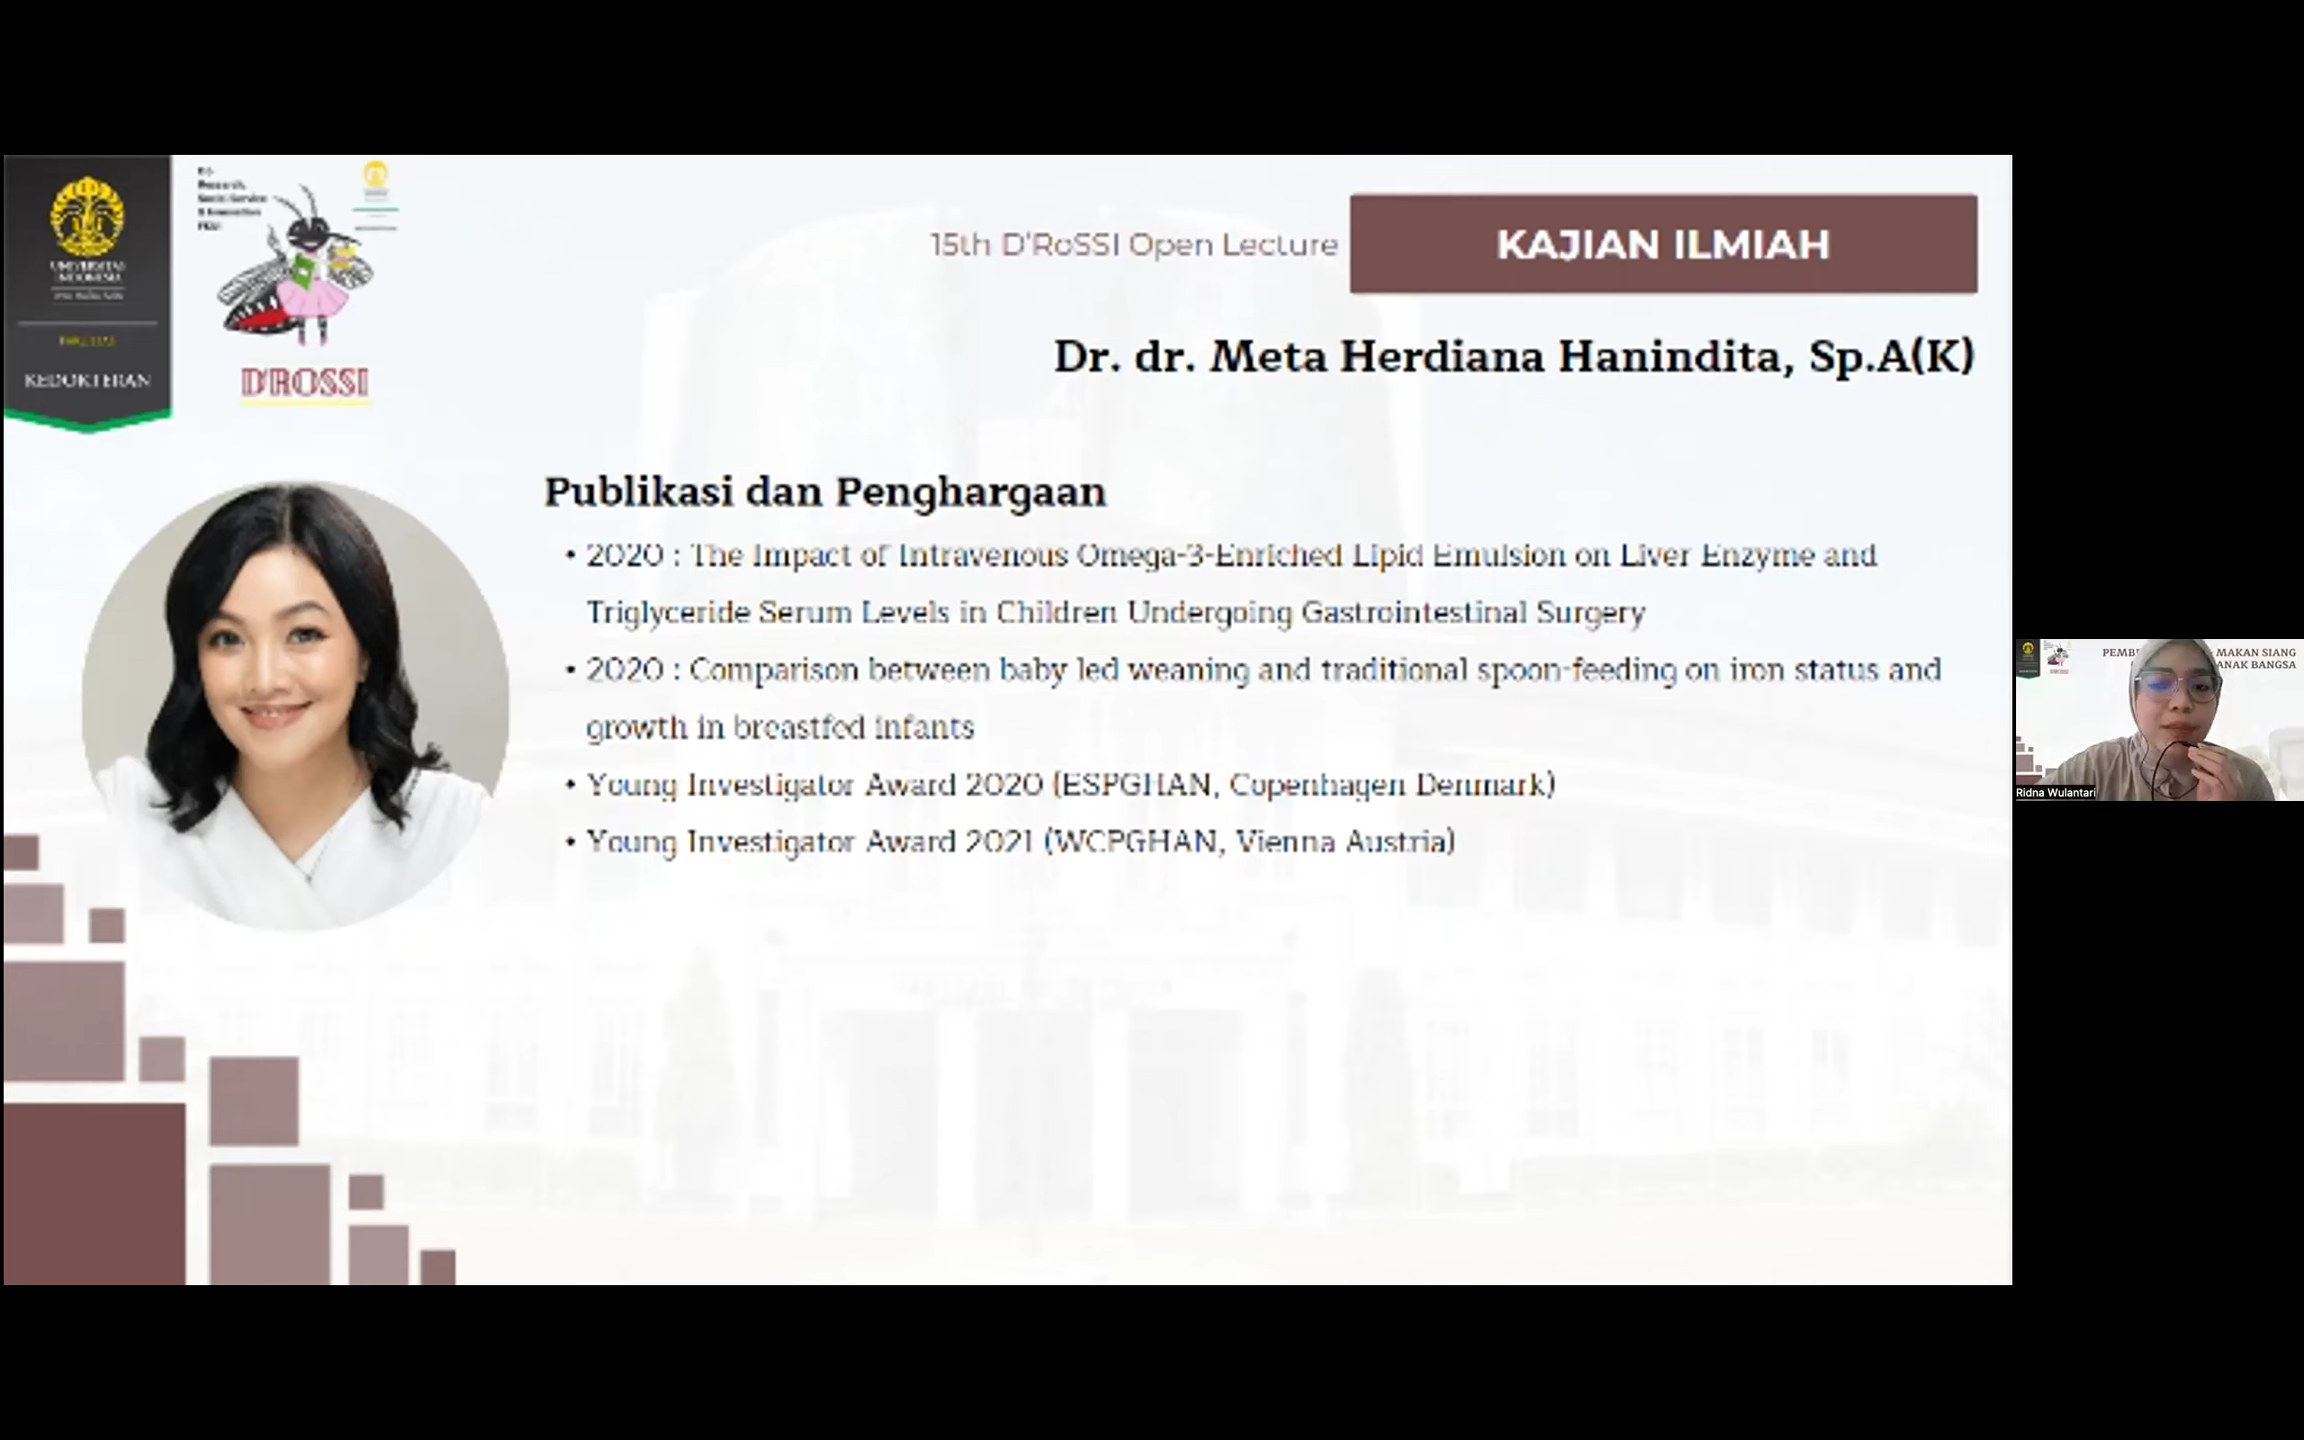 UNIVERSITAS
INDONESIA
FAKULTAS
KEDOKTERAN
D'ROSSI
15th D'RoSSI Open Lecture
KAJIAN ILMIAH
Dr. dr. Meta Herdiana Hanindita, Sp.A(K)
Publikasi dan Penghargaan
• 2020 : The Impact of Intravenous Omega-3-Enriched Lipid Emulsion on Liver Enzyme and
Triglyceride Serum Levels in Children Undergoing Gastrointestinal Surgery
• 2020 : Comparison between baby led weaning and traditional spoon-feeding on iron status and
growth in breastfed infants
• Young Investigator Award 2020 (ESPGHAN, Copenhagen Denmark)
• Young Investigator Award 2021 (WCPGHAN, Vienna Austria)
MAKAN SIANG
ANAK BANGSA
Ridna Wulantari